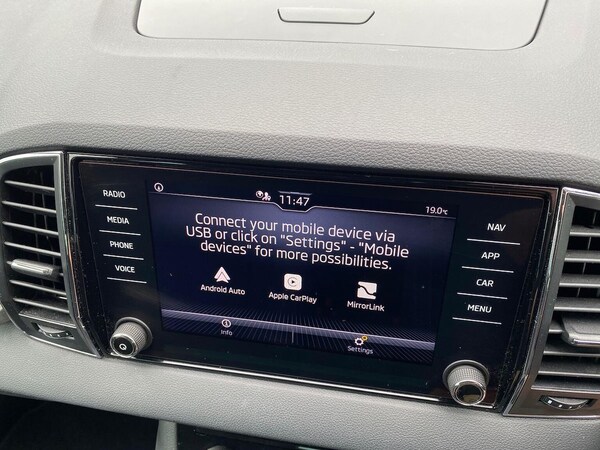 RADIO
MEDIA
PHONE
VOICE
11:47
19.0°C
Connect your mobile device via
USB or click on "Settings" - "Mobile
devices" for more possibilities.
Android Auto
Apple CarPlay
MirrorLink
Info
Settings
NAV
APP
CAR
MENU